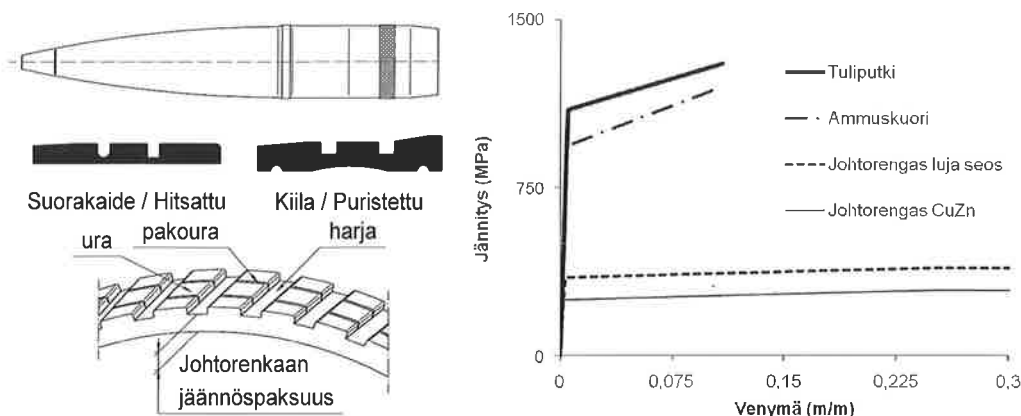 Suorakaide / Hitsattu
Kiila / Puristettu
ura
pakoura
harja
Johtorenkaan
jäännöspaksuus
1500
750
0
Jännitys (MPa)
Tuliputki
Ammuskuori
Johtorengas luja seos
Johtorengas CuZn
0
0,075
0,15
0,225
0,3
Venymä (m/m)